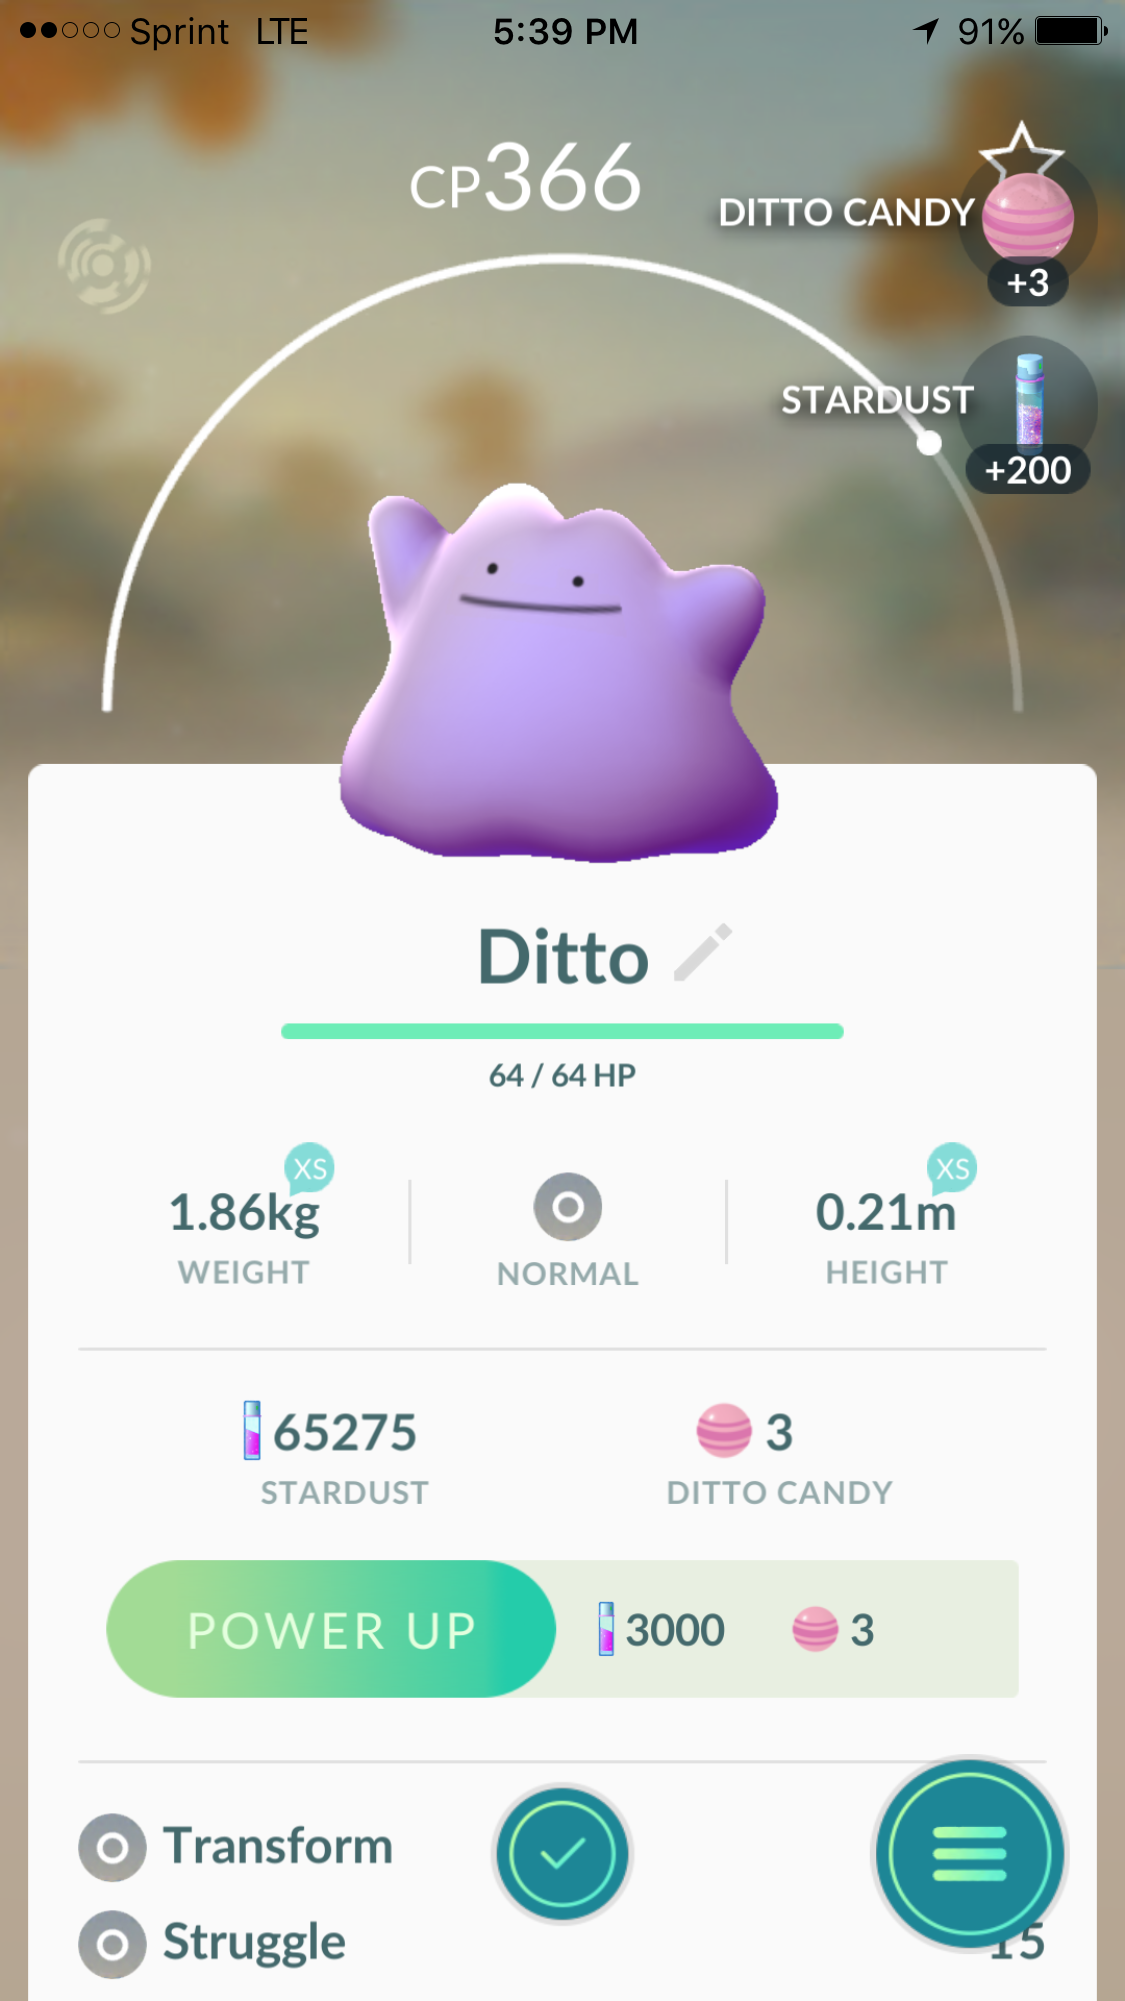 Sprint LTE 5:39 PM 91%
CP366
DITTO CANDY
+3
STARDUST
+200
Ditto
64 / 64 HP
XS XS
1.86kg 0.21m
WEIGHT NORMAL HEIGHT
65275 3
STARDUST DITTO CANDY
POWER UP 3000 3
Transform
Struggle 15